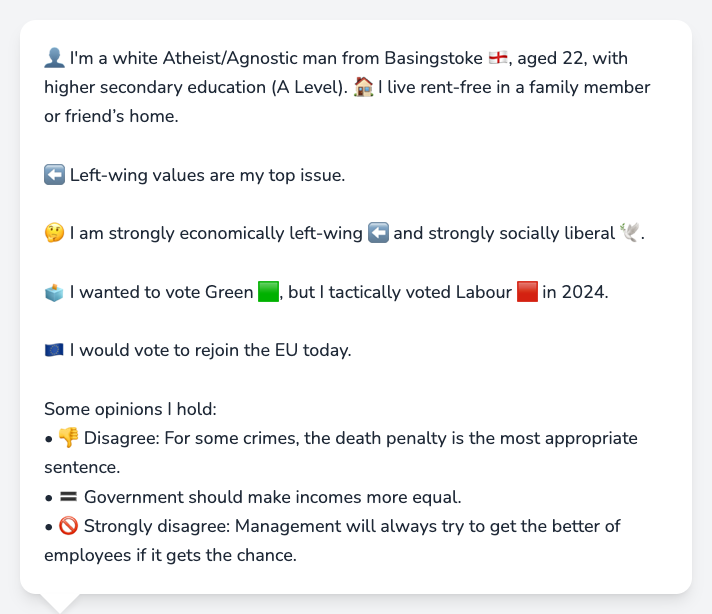 👤 I'm a white Atheist/Agnostic man from Basingstoke 🏴󠁧󠁢󠁥󠁮󠁧󠁿, aged 22, with
higher secondary education (A Level). 🏠 I live rent-free in a family member
or friend’s home.
⬅️ Left-wing values are my top issue.
🤔 I am strongly economically left-wing ⬅️ and strongly socially liberal 🕊️.
🗳️ I wanted to vote Green 🟩, but I tactically voted Labour 🟥 in 2024.
🇪🇺 I would vote to rejoin the EU today.
Some opinions I hold:
• 👎 Disagree: For some crimes, the death penalty is the most appropriate
sentence.
• 🟰 Government should make incomes more equal.
• 🚫 Strongly disagree: Management will always try to get the better of
employees if it gets the chance.